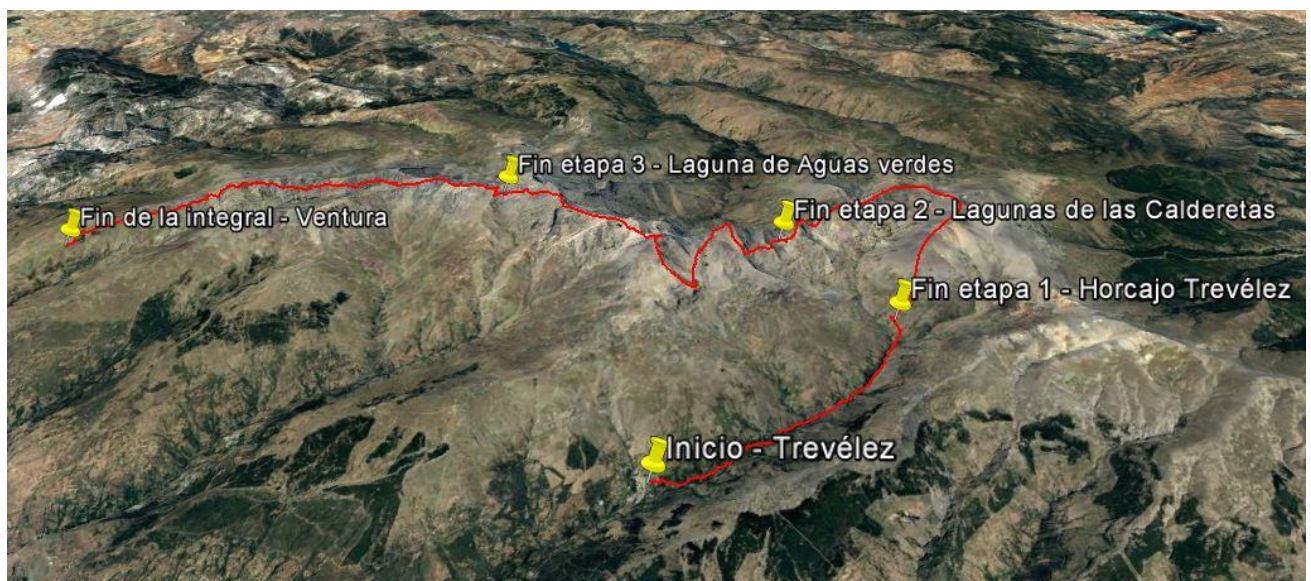 Fin etapa 3 - Laguna de Aguas verdes
Fin de la integral - Ventura
Fin etapa 2 - Lagunas de las Calderetas
Fin etapa 1 - Horcajo Trevélez
Inicio - Trevélez